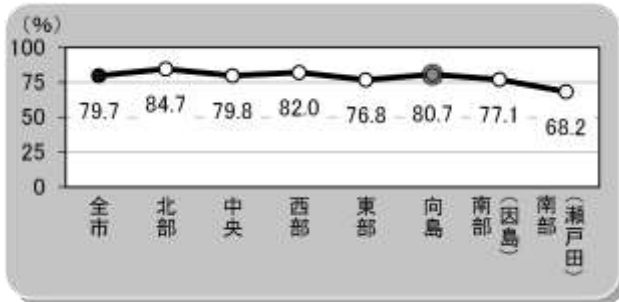 (%)
100
75
50
25
0
79.7 84.7 79.8 82.0 76.8 80.7 77.1 68.2
全市
北部
中央
西部
東部
向島
南部(因島)
南部(瀬戸田)